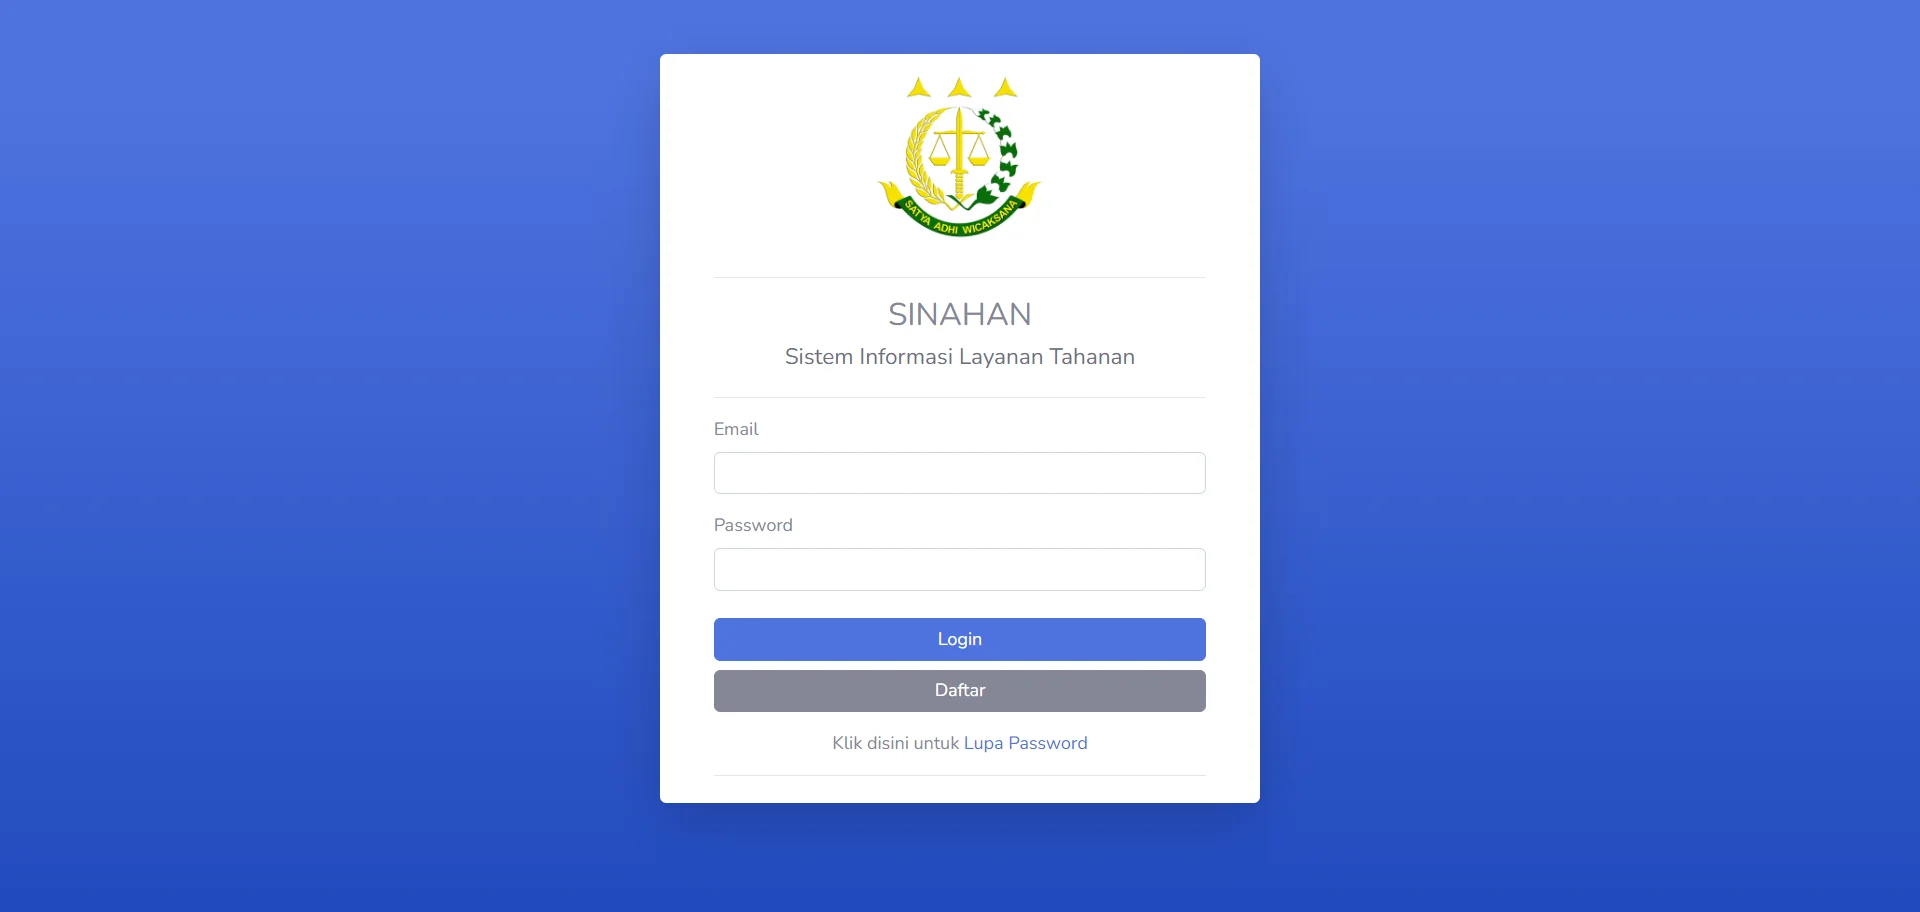 SATYA ADHI WICAKSANA
SINAHAN
Sistem Informasi Layanan Tahanan
Email
Password
Login
Daftar
Klik disini untuk Lupa Password